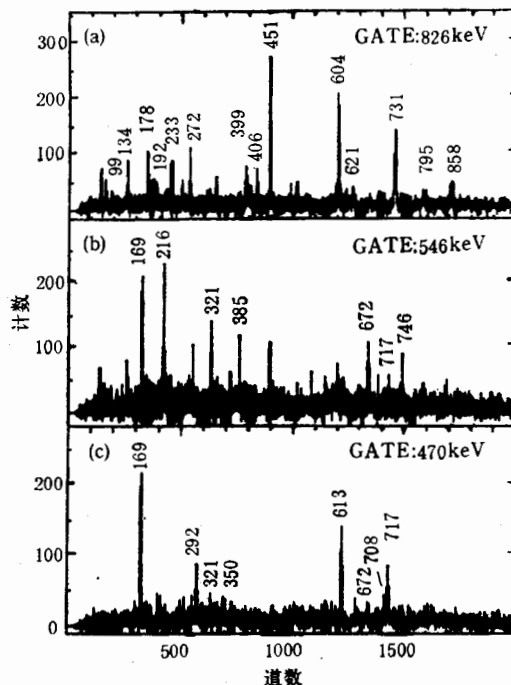 (a) GATE:826keV
300
200
100
99 134 178 192 233 272 399 406 451 604 621 731 795 858
(b) GATE:546keV
200
100
0
169 216 321 385 672 717 746
计数
(c) GATE:470keV
200
100
0
169 292 321 350 613 672 708 717
500 1000 1500
道数